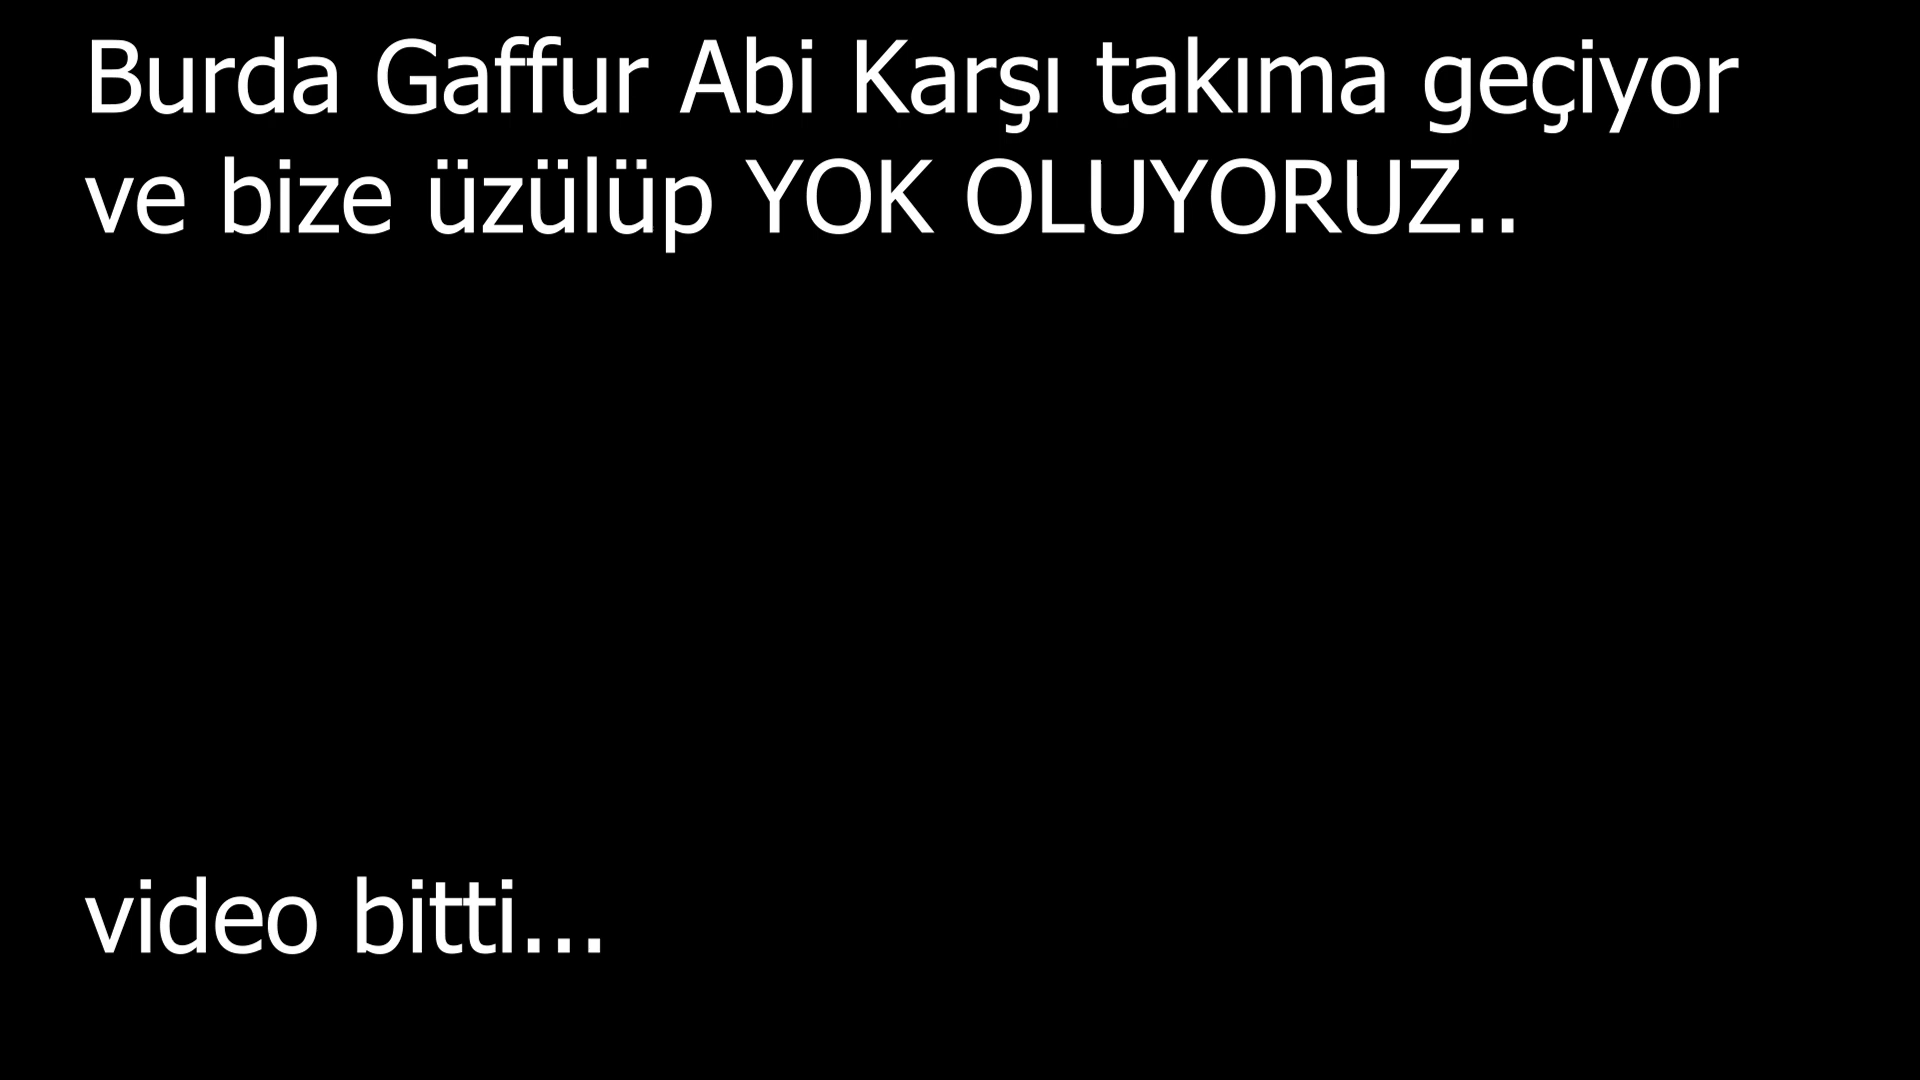 Burda Gaffur Abi Karşı takıma geçiyor
ve bize üzülüp YOK OLUYORUZ..
video bitti...